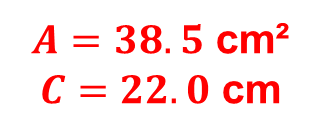 A = 38.5 cm²
C = 22.0 cm